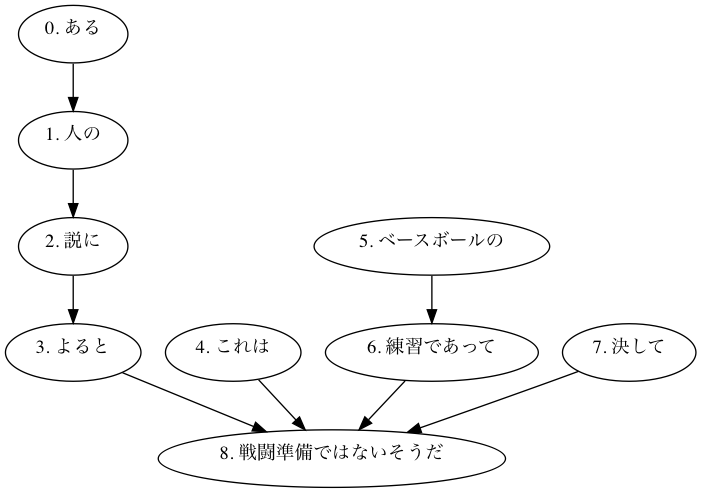 0. ある
1. 人の
2. 説に
5. ベースボールの
3. よると
4. これは
6. 練習であって
7. 決して
8. 戦闘準備ではないそうだ